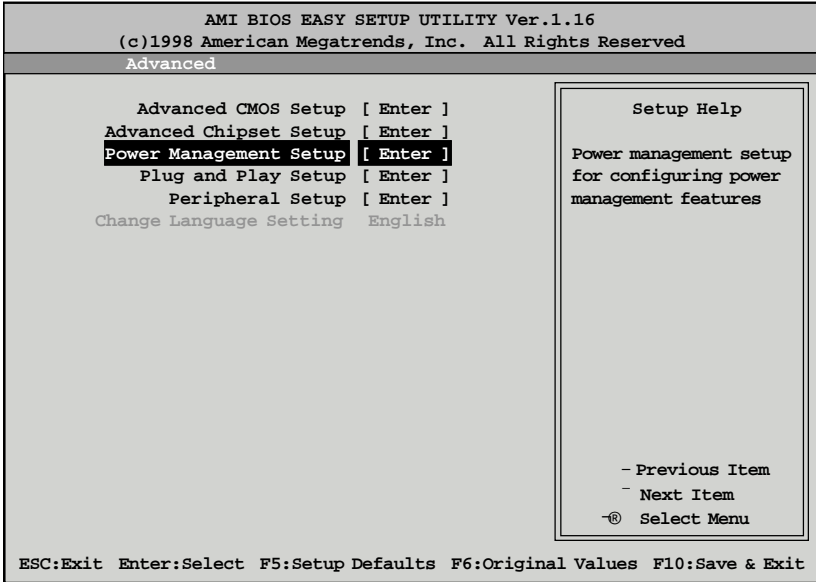 AMI BIOS EASY SETUP UTILITY Ver.1.16
(c)1998 American Megatrends, Inc. All Rights Reserved
Advanced
Advanced CMOS Setup [ Enter ]
Advanced Chipset Setup [ Enter ]
Power Management Setup [ Enter ]
Plug and Play Setup [ Enter ]
Peripheral Setup [ Enter ]
Change Language Setting English
Setup Help
Power management setup
for configuring power
management features
- Previous Item
¯ Next Item
¬® Select Menu
ESC:Exit Enter:Select F5:Setup Defaults F6:Original Values F10:Save & Exit